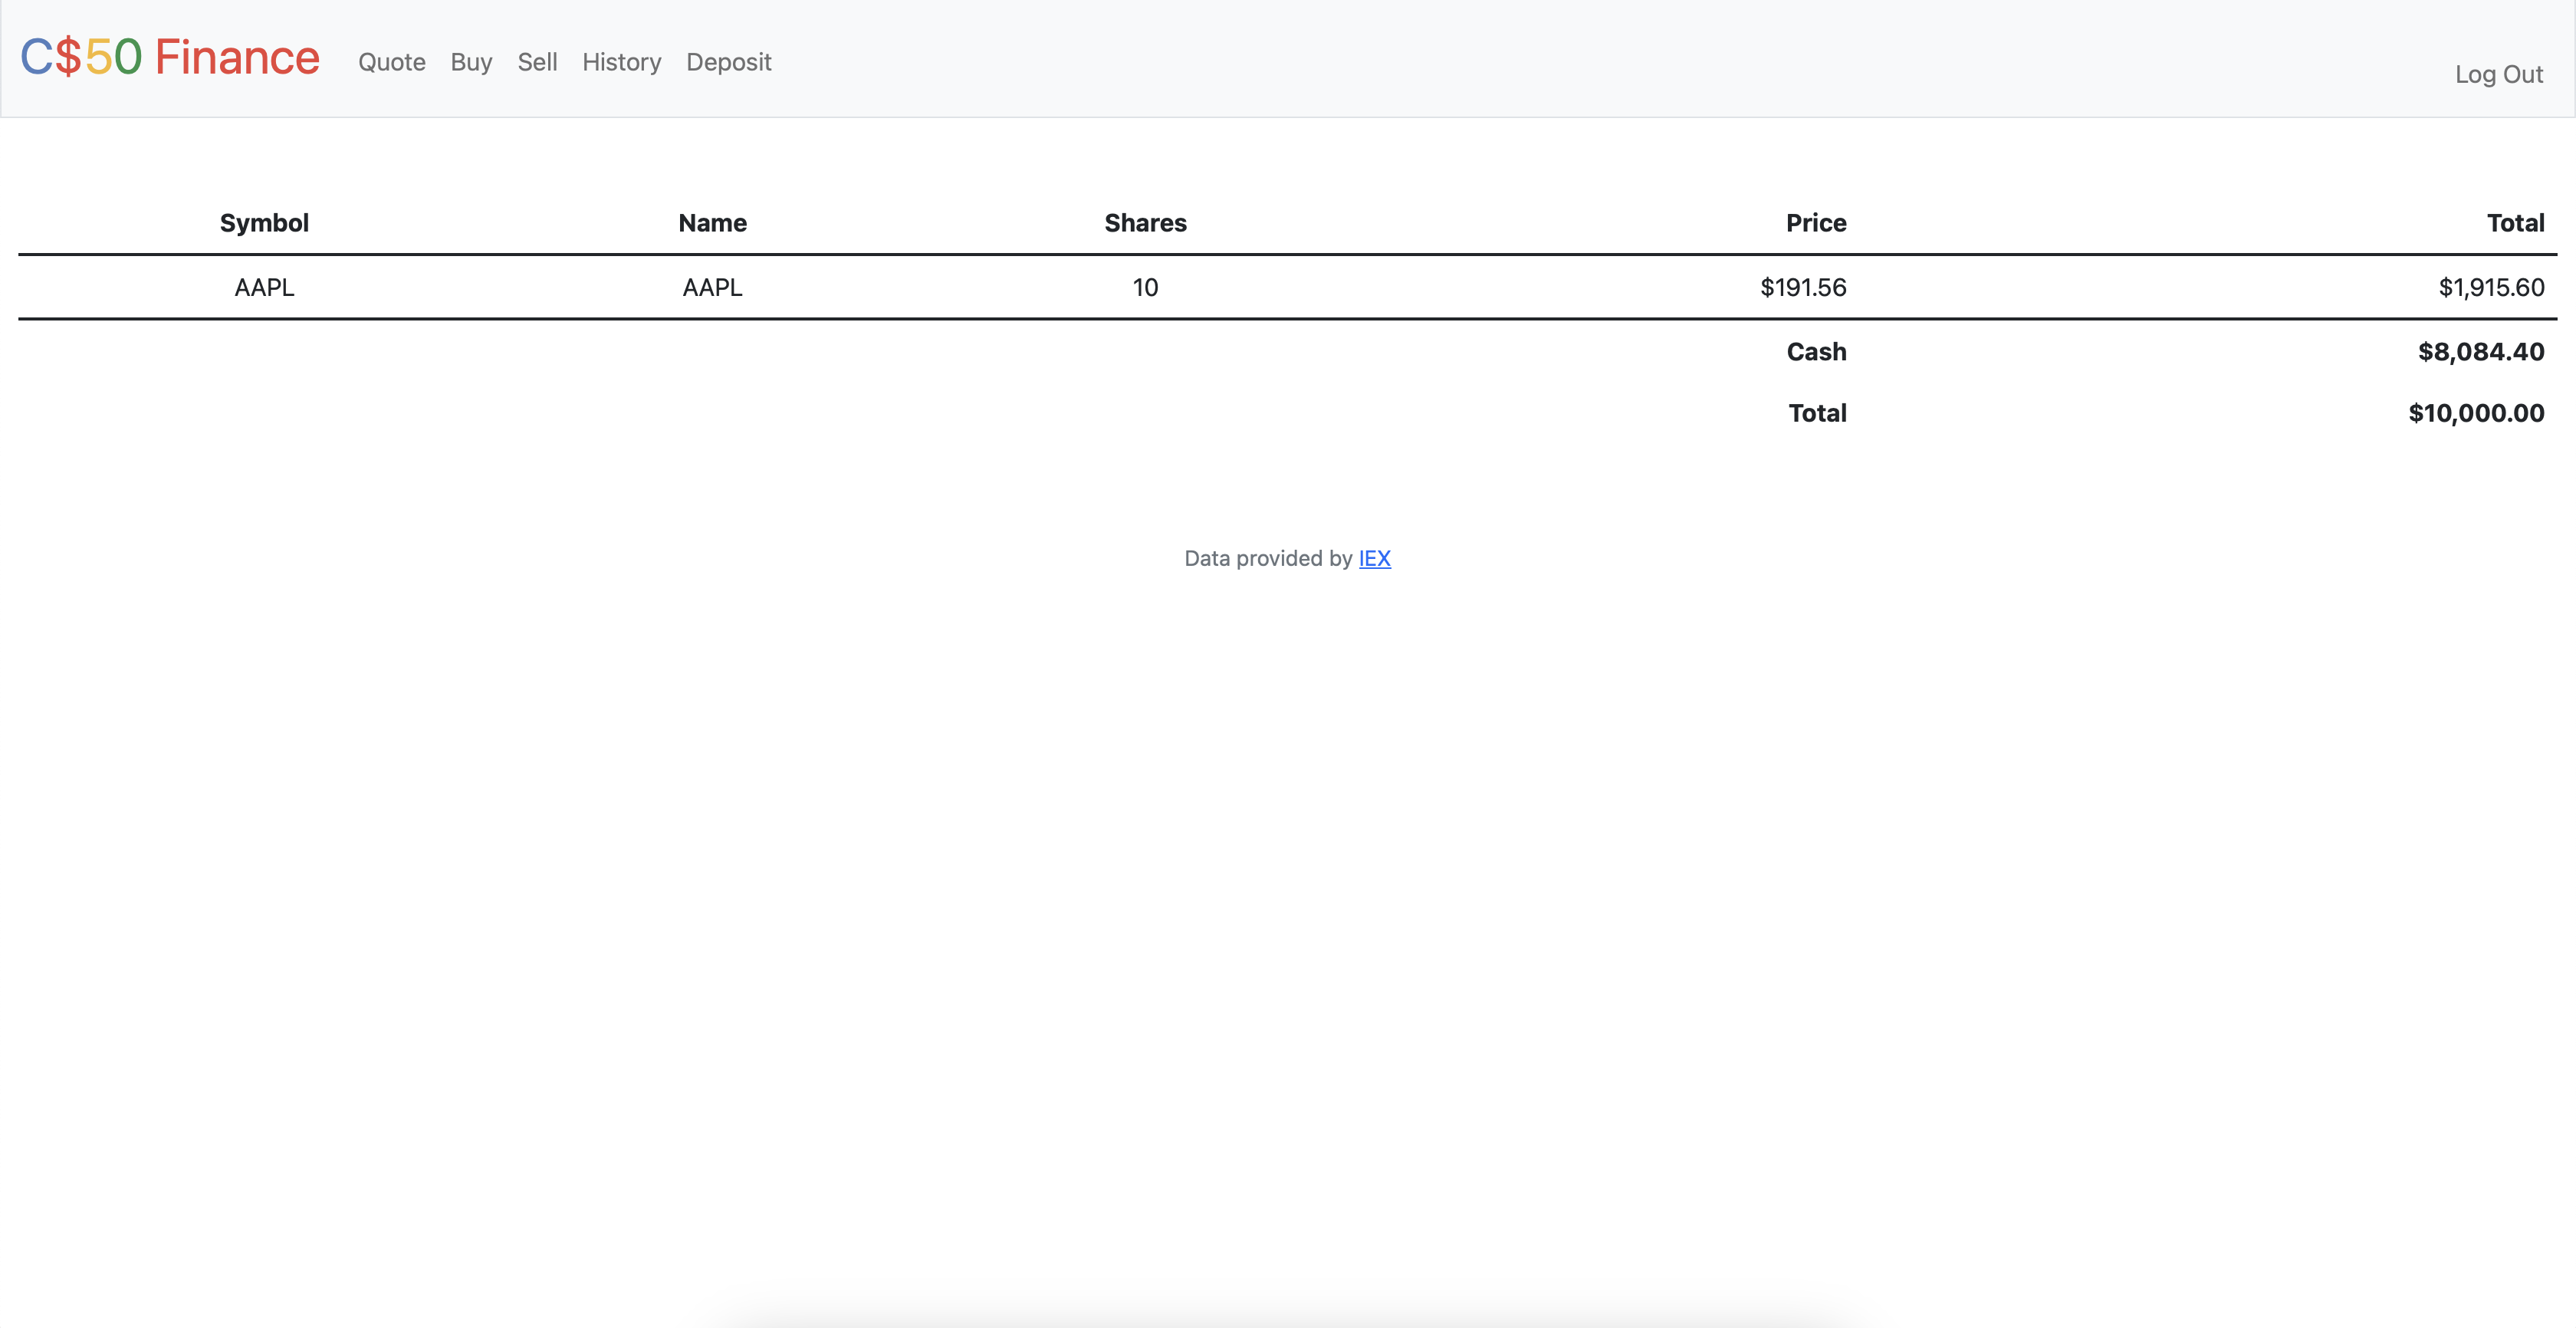 C$50 Finance Quote Buy Sell History Deposit Log Out
Symbol Name Shares Price Total
AAPL AAPL 10 $191.56 $1,915.60
Cash $8,084.40
Total $10,000.00
Data provided by IEX